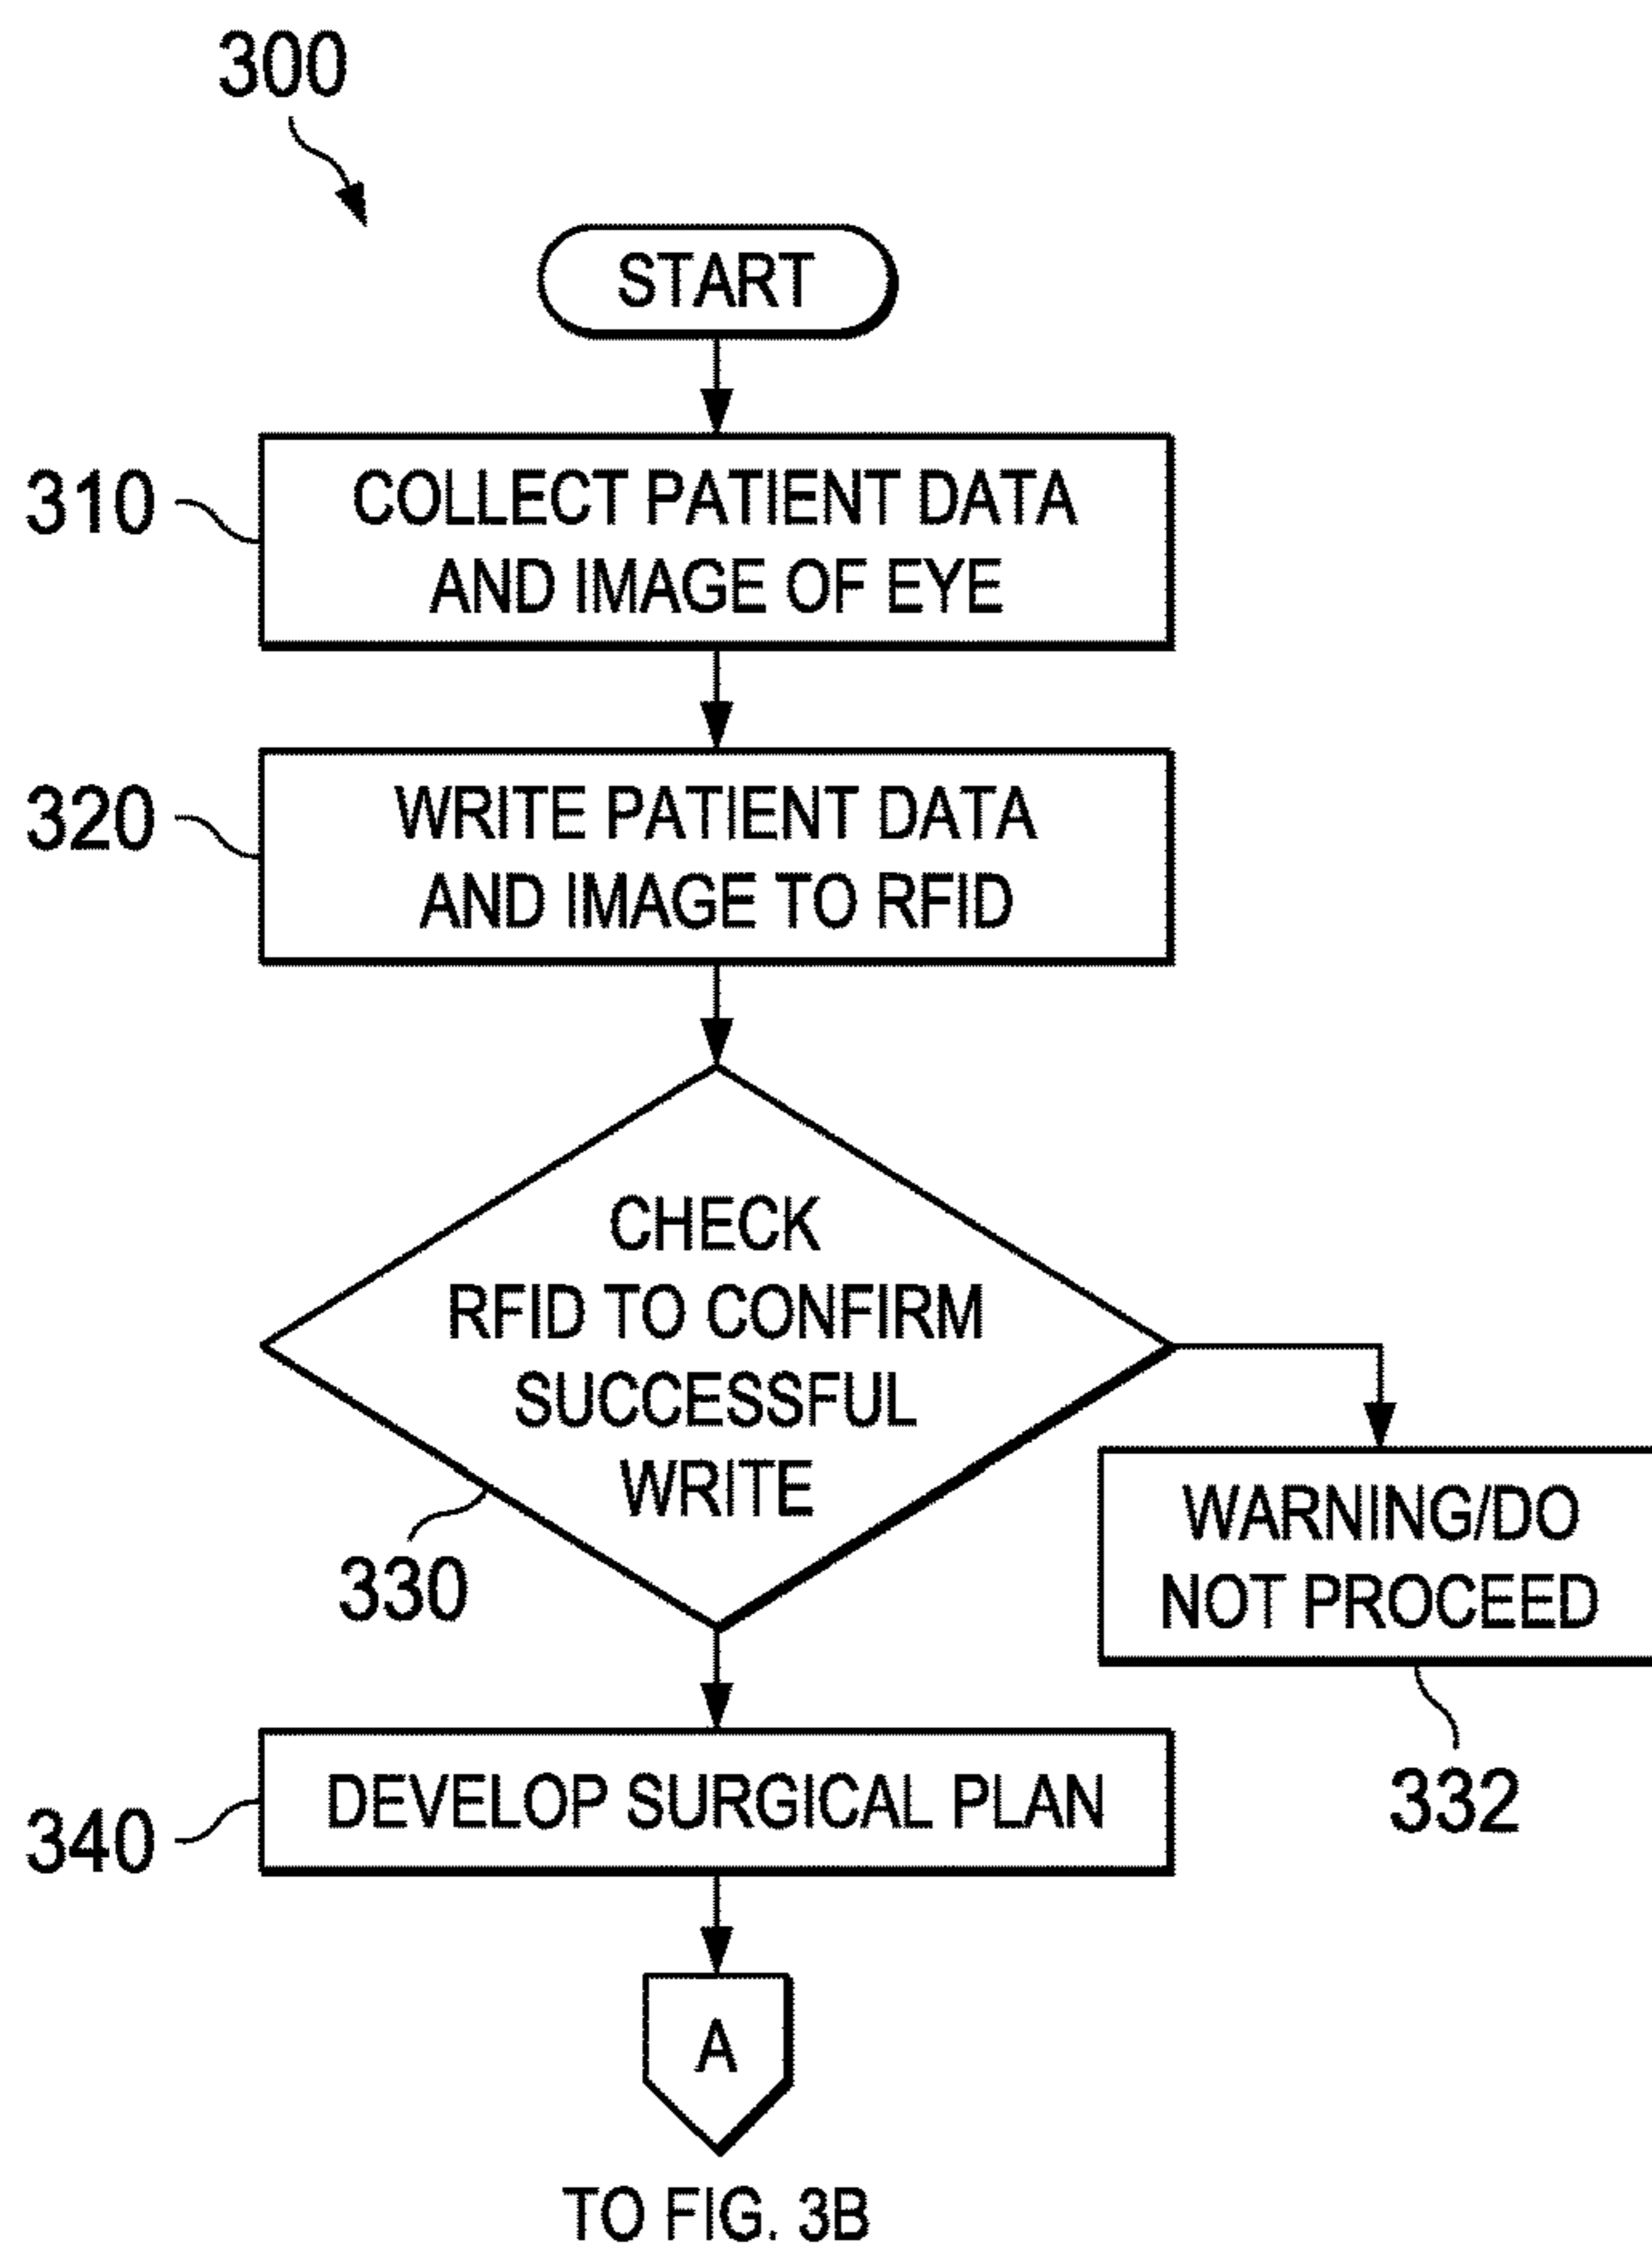 300
START
310
COLLECT PATIENT DATA
AND IMAGE OF EYE
320
WRITE PATIENT DATA
AND IMAGE TO RFID
CHECK
RFID TO CONFIRM
SUCCESSFUL
WRITE
330
WARNING/DO
NOT PROCEED
332
340
DEVELOP SURGICAL PLAN
A
TO FIG. 3B